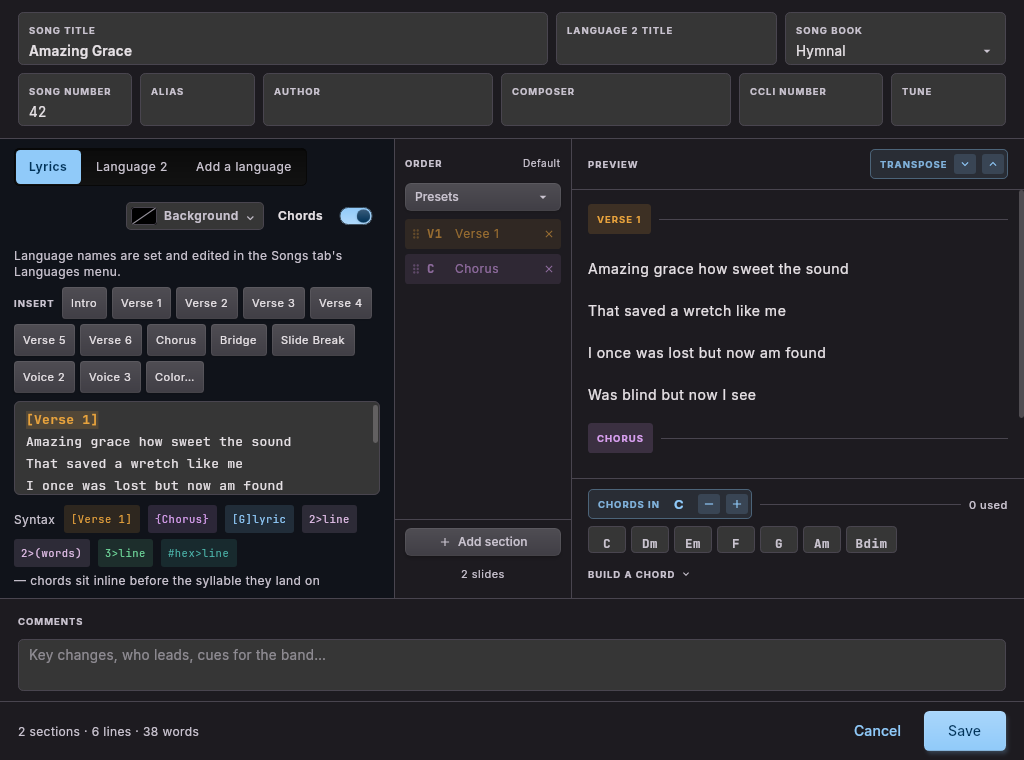 SONG TITLE
Amazing Grace
LANGUAGE 2 TITLE
SONG BOOK
Hymnal
SONG NUMBER
42
ALIAS
AUTHOR
COMPOSER
CCLI NUMBER
TUNE
Lyrics
Language 2
Add a language
Background
Chords
Language names are set and edited in the Songs tab's
Languages menu.
INSERT
Intro
Verse 1
Verse 2
Verse 3
Verse 4
Verse 5
Verse 6
Chorus
Bridge
Slide Break
Voice 2
Voice 3
Color...
[Verse 1]
Amazing grace how sweet the sound
That saved a wretch like me
I once was lost but now am found
Syntax
[Verse 1]
{Chorus}
[G]lyric
2>line
2>(words)
3>line
#hex>line
— chords sit inline before the syllable they land on
ORDER
Default
Presets
V1 Verse 1
C Chorus
Add section
2 slides
PREVIEW
TRANSPOSE
VERSE 1
Amazing grace how sweet the sound
That saved a wretch like me
I once was lost but now am found
Was blind but now I see
CHORUS
CHORDS IN C
0 used
C
Dm
Em
F
G
Am
Bdim
BUILD A CHORD
COMMENTS
Key changes, who leads, cues for the band...
2 sections · 6 lines · 38 words
Cancel
Save